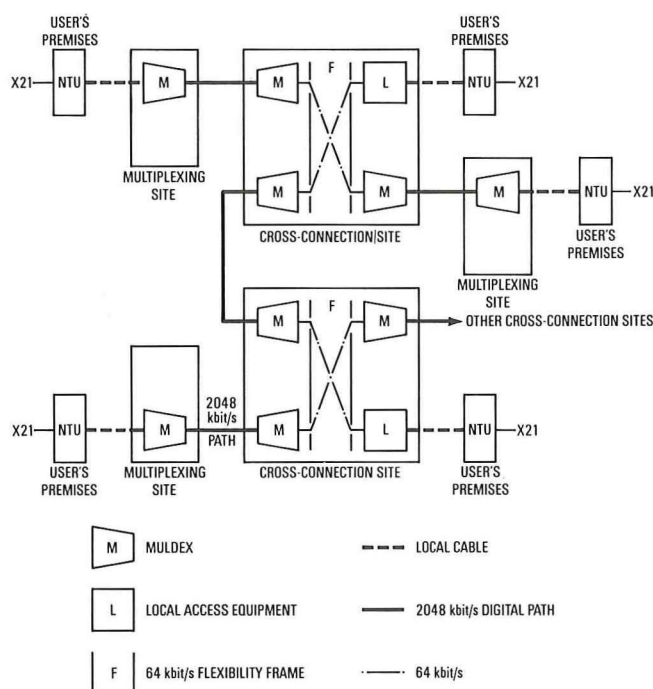 USER'S
PREMISES
X21
NTU
M
MULTIPLEXING
SITE
M
F
L
M
M
CROSS-CONNECTION/SITE
USER'S
PREMISES
NTU
X21
M
MULTIPLEXING
SITE
NTU
X21
USER'S
PREMISES
M
F
M
OTHER CROSS-CONNECTION SITES
M
L
CROSS-CONNECTION SITE
X21
NTU
USER'S
PREMISES
M
MULTIPLEXING
SITE
2048
kbit/s
PATH
NTU
X21
USER'S
PREMISES
M MULDEX
LOCAL CABLE
L LOCAL ACCESS EQUIPMENT
2048 kbit/s DIGITAL PATH
F 64 kbit/s FLEXIBILITY FRAME
64 kbit/s